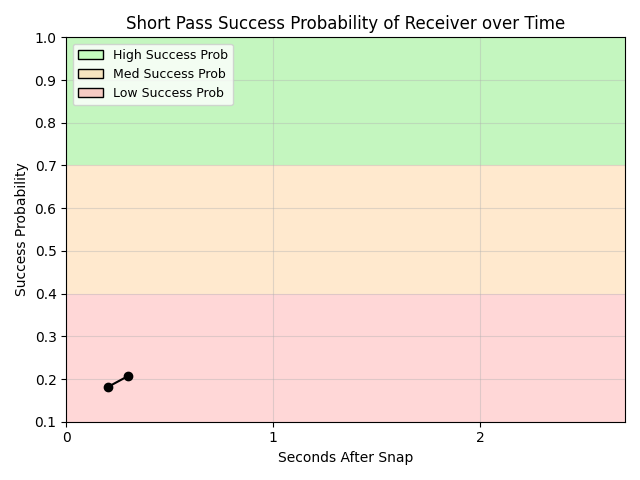 Short Pass Success Probability of Receiver over Time
High Success Prob
Med Success Prob
Low Success Prob
Success Probability
1.0
0.9
0.8
0.7
0.6
0.5
0.4
0.3
0.2
0.1
0 1 2
Seconds After Snap